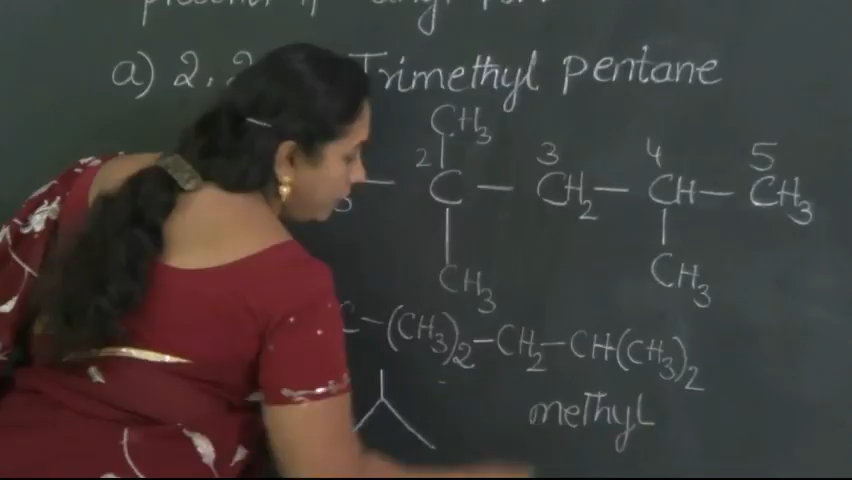 a) 2, 2 Trimethyl pentane
CH3
2 3 4 5
3 — C — CH2 — CH — CH3
CH3 CH3
C-(CH3)2-CH2-CH(CH3)2
methyl